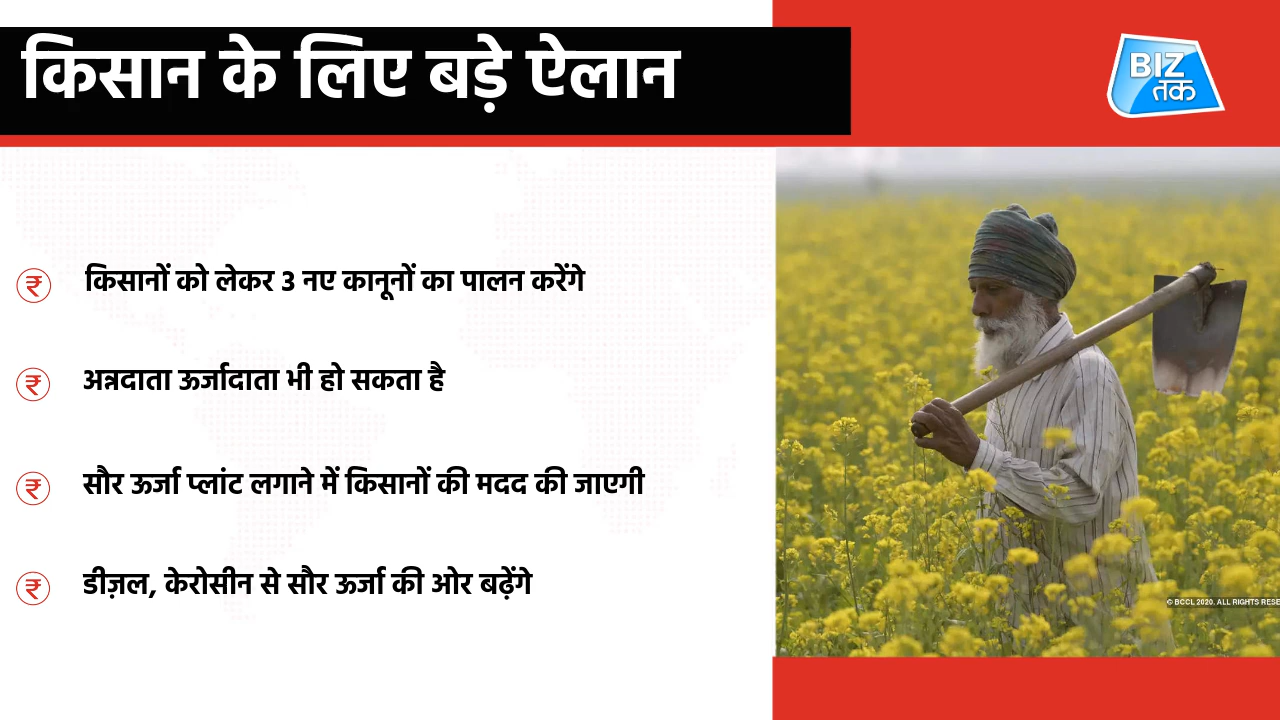 किसान के लिए बड़े ऐलान
BIZ
तक
किसानों को लेकर 3 नए कानूनों का पालन करेंगे
अन्नदाता ऊर्जादाता भी हो सकता है
सौर ऊर्जा प्लांट लगाने में किसानों की मदद की जाएगी
डीज़ल, केरोसीन से सौर ऊर्जा की ओर बढ़ेंगे
© BCCL 2020. ALL RIGHTS RESE